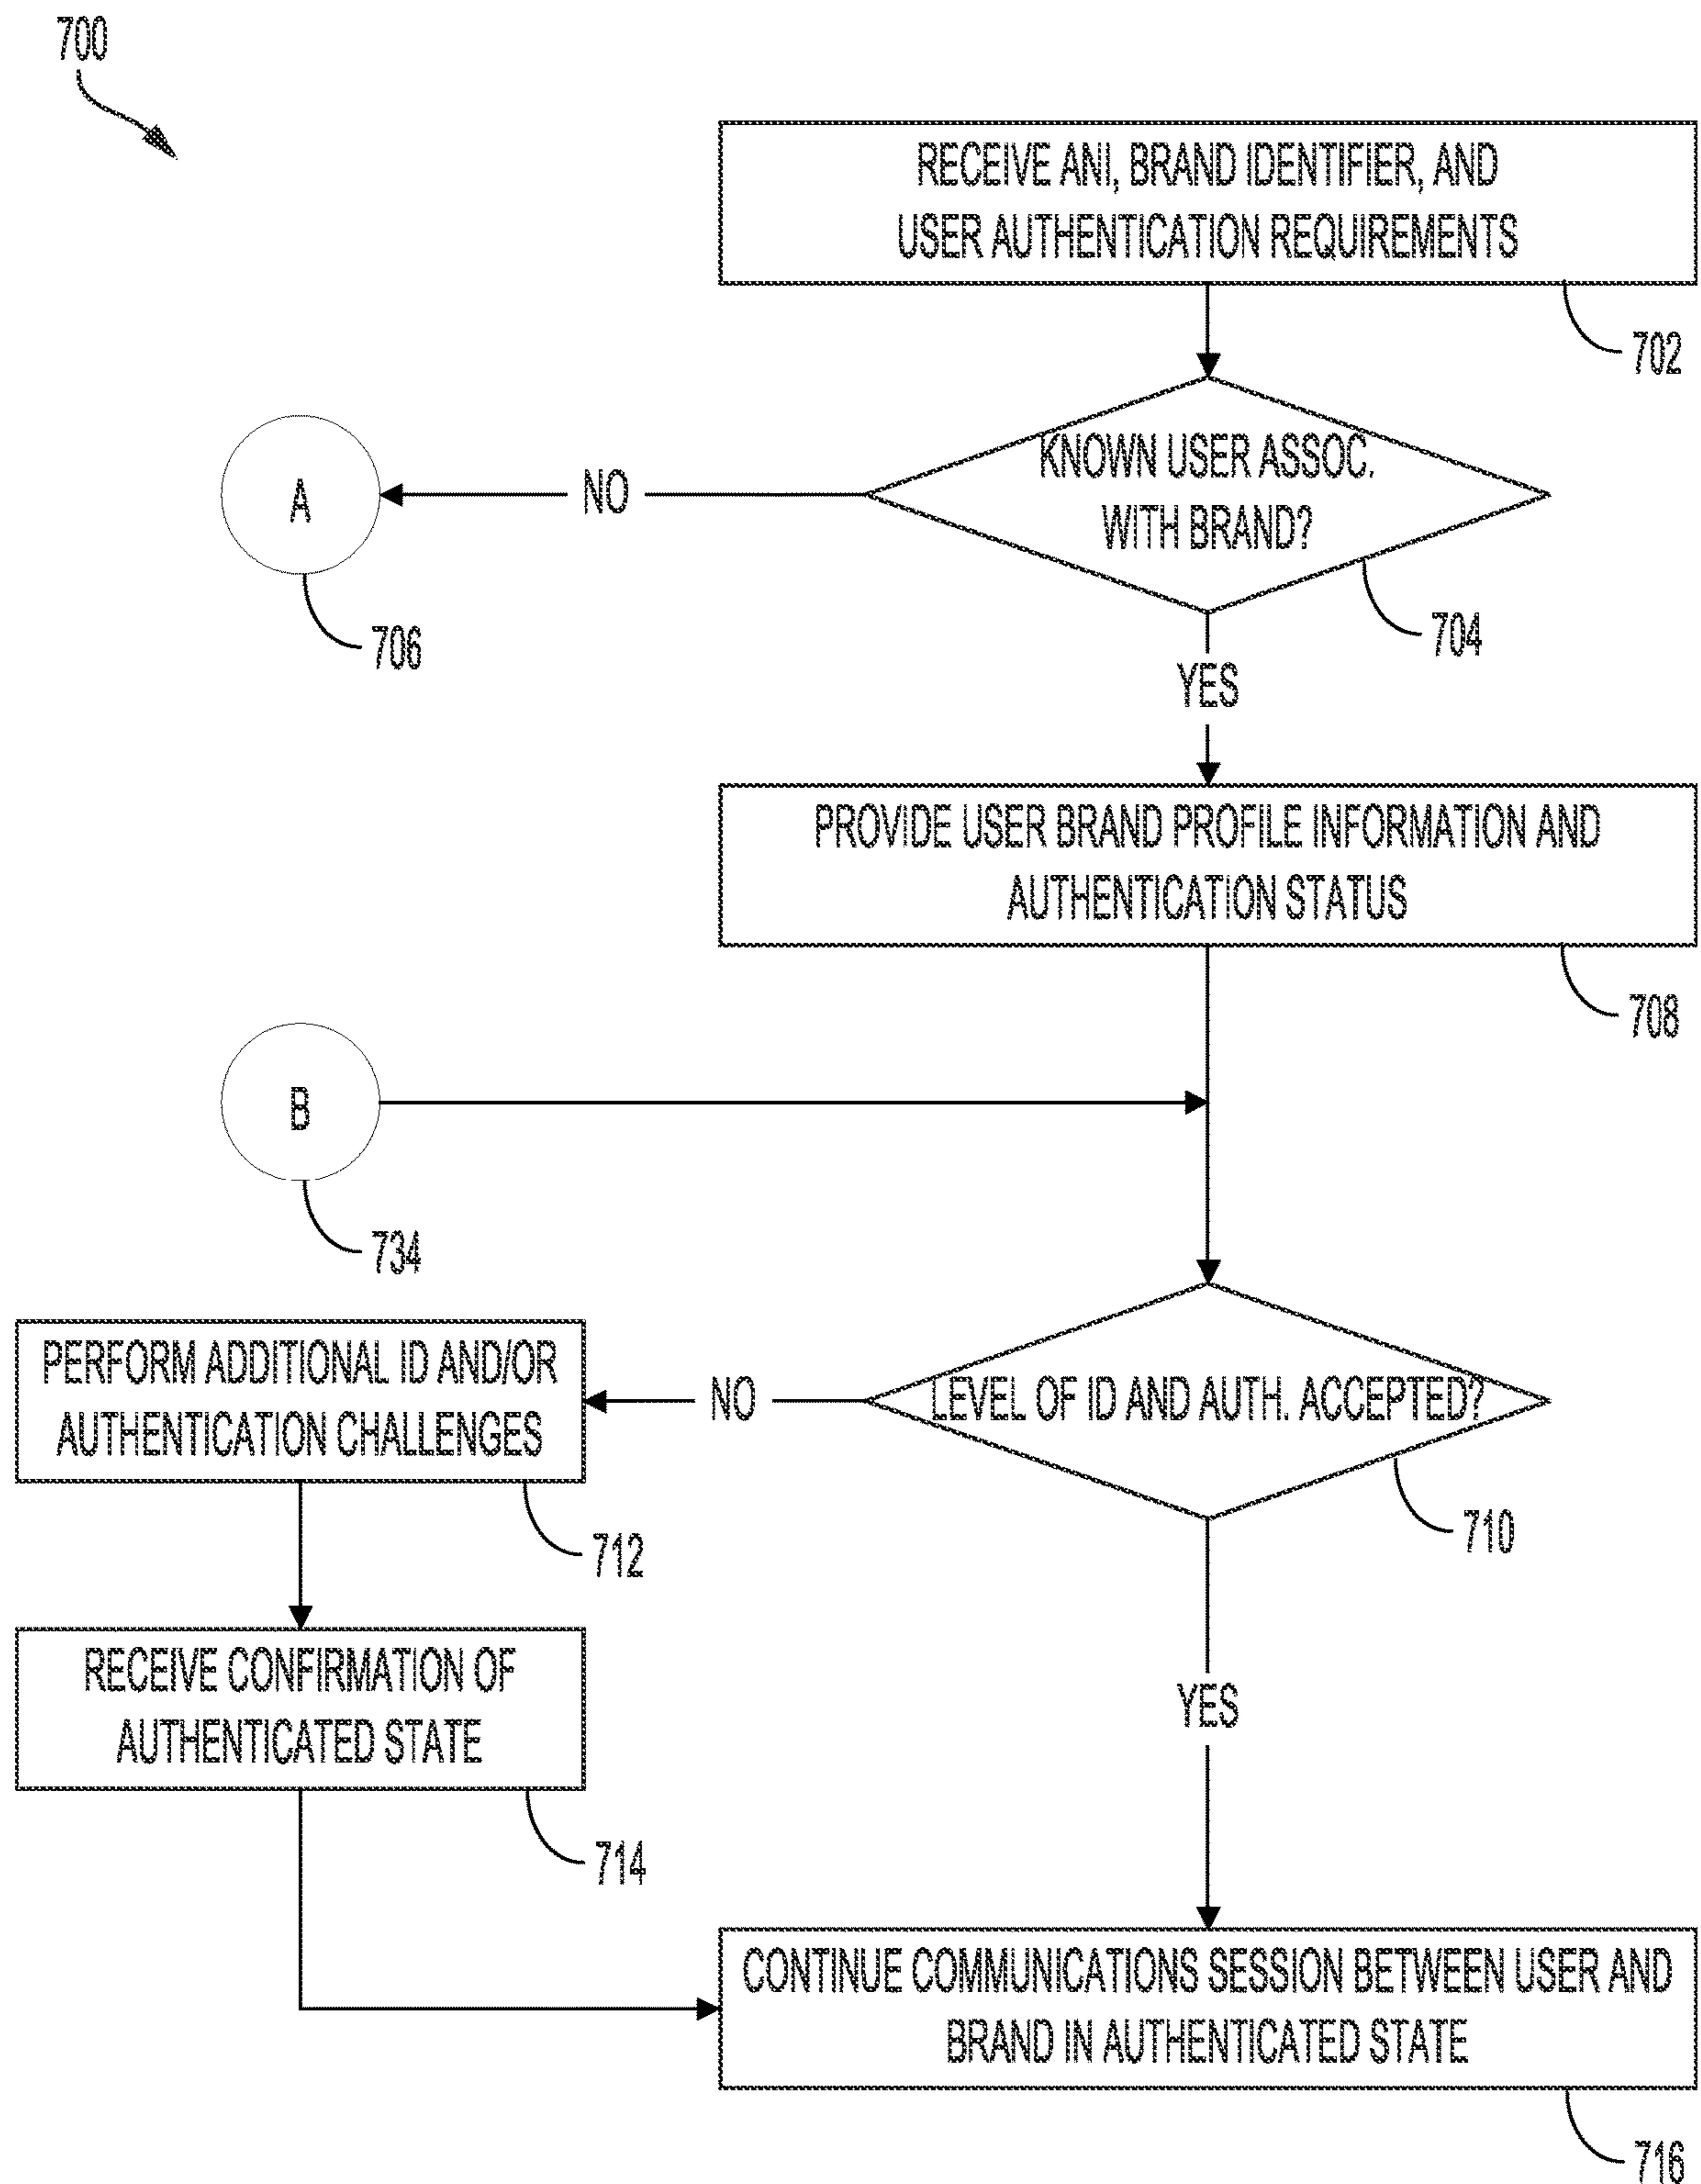 700
RECEIVE ANI, BRAND IDENTIFIER, AND
USER AUTHENTICATION REQUIREMENTS
702
KNOWN USER ASSOC.
WITH BRAND?
704
NO
A
706
YES
PROVIDE USER BRAND PROFILE INFORMATION AND
AUTHENTICATION STATUS
708
B
734
LEVEL OF ID AND AUTH. ACCEPTED?
710
NO
PERFORM ADDITIONAL ID AND/OR
AUTHENTICATION CHALLENGES
712
RECEIVE CONFIRMATION OF
AUTHENTICATED STATE
714
YES
CONTINUE COMMUNICATIONS SESSION BETWEEN USER AND
BRAND IN AUTHENTICATED STATE
716